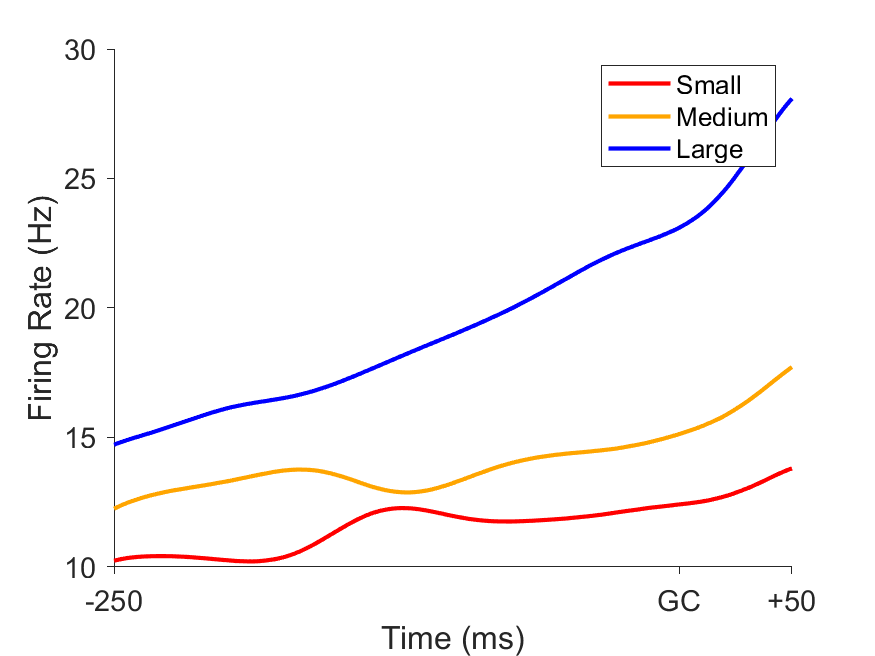 30
25
20
15
10
Firing Rate (Hz)
Small
Medium
Large
-250
GC
+50
Time (ms)